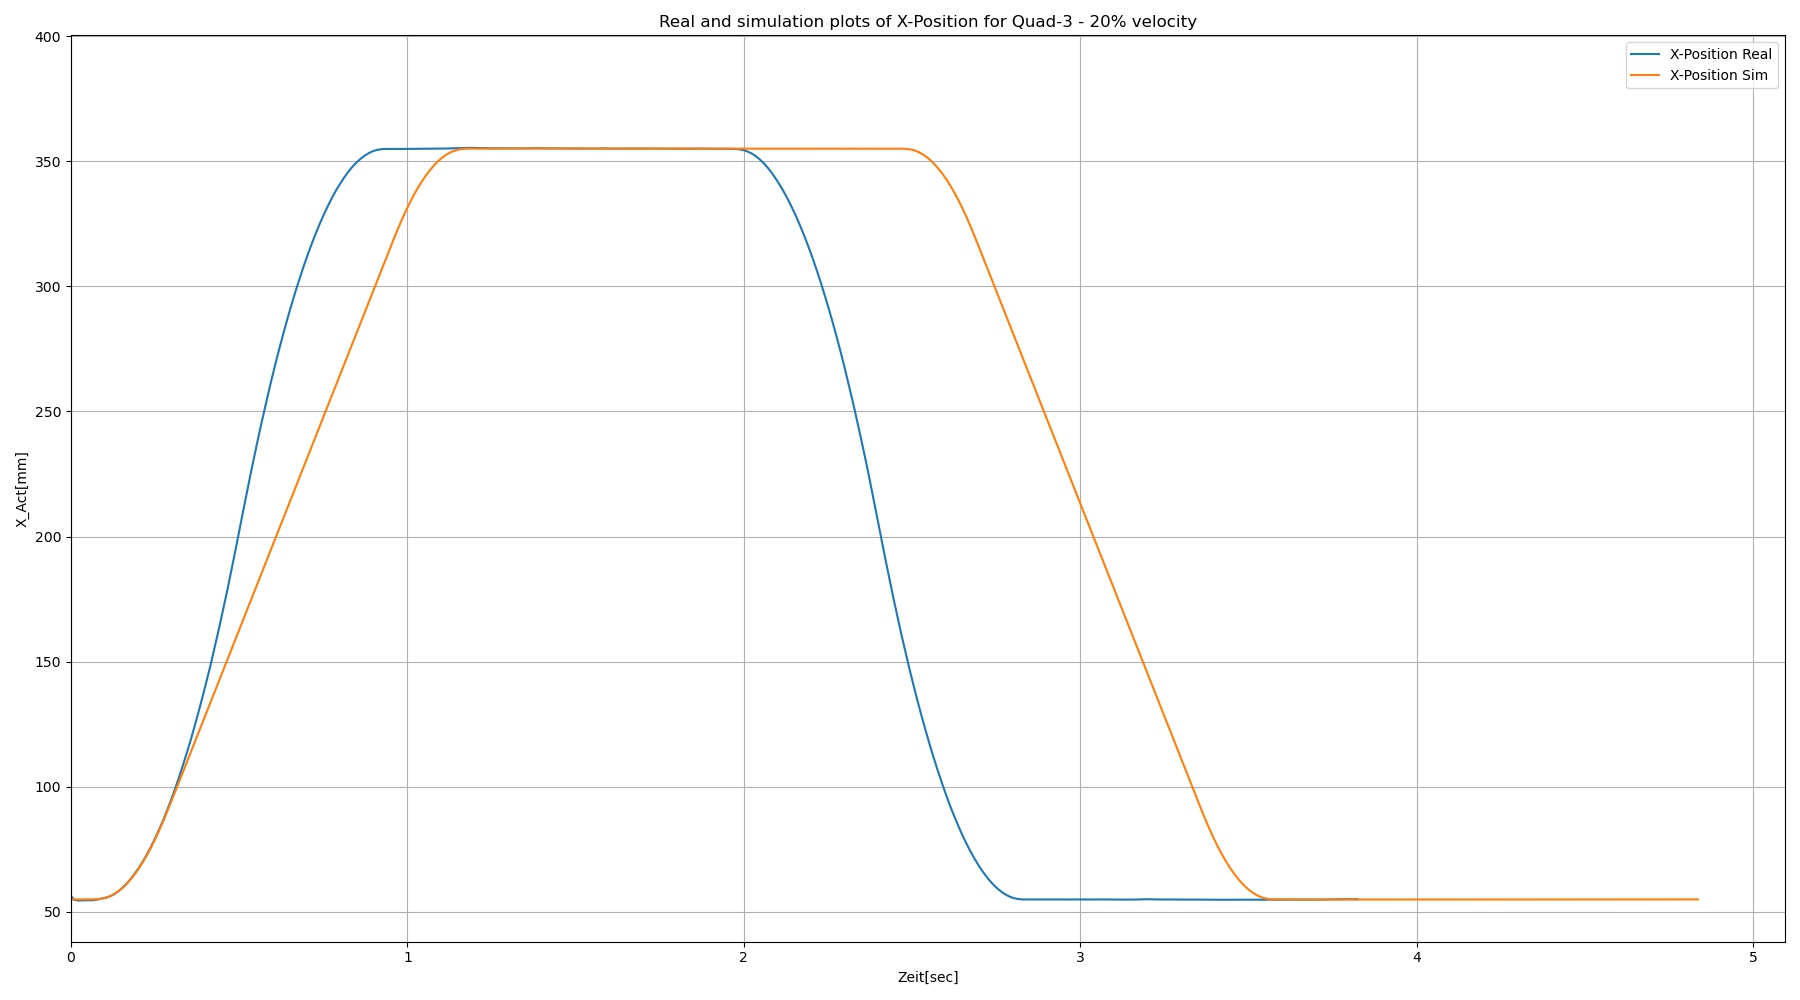 Real and simulation plots of X-Position for Quad-3 - 20% velocity
X-Position Real
X-Position Sim
400
350
300
250
200
150
100
50
X_Act[mm]
0 1 2 3 4 5
Zeit[sec]